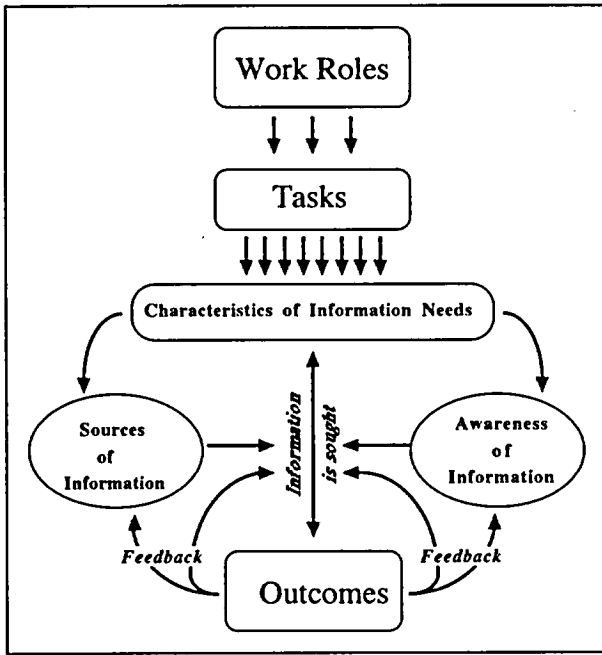 Work Roles
Tasks
Characteristics of Information Needs
Sources
of
Information
Information
is sought
Awareness
of
Information
Feedback
Feedback
Outcomes